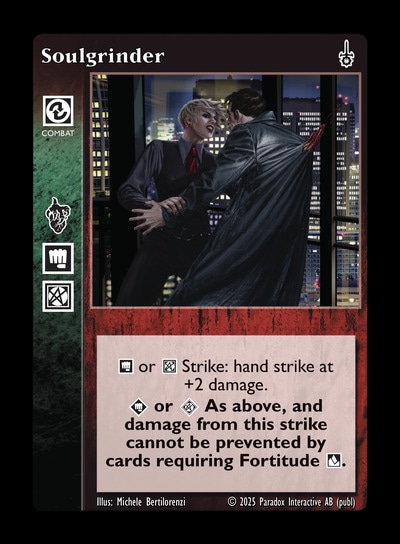 Soulgrinder
COMBAT
or Strike: hand strike at
+2 damage.
or As above, and
damage from this strike
cannot be prevented by
cards requiring Fortitude .
Illus: Michele Bertilorenzi © 2025 Paradox Interactive AB (publ)